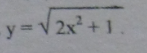 y = √(2x² + 1) .